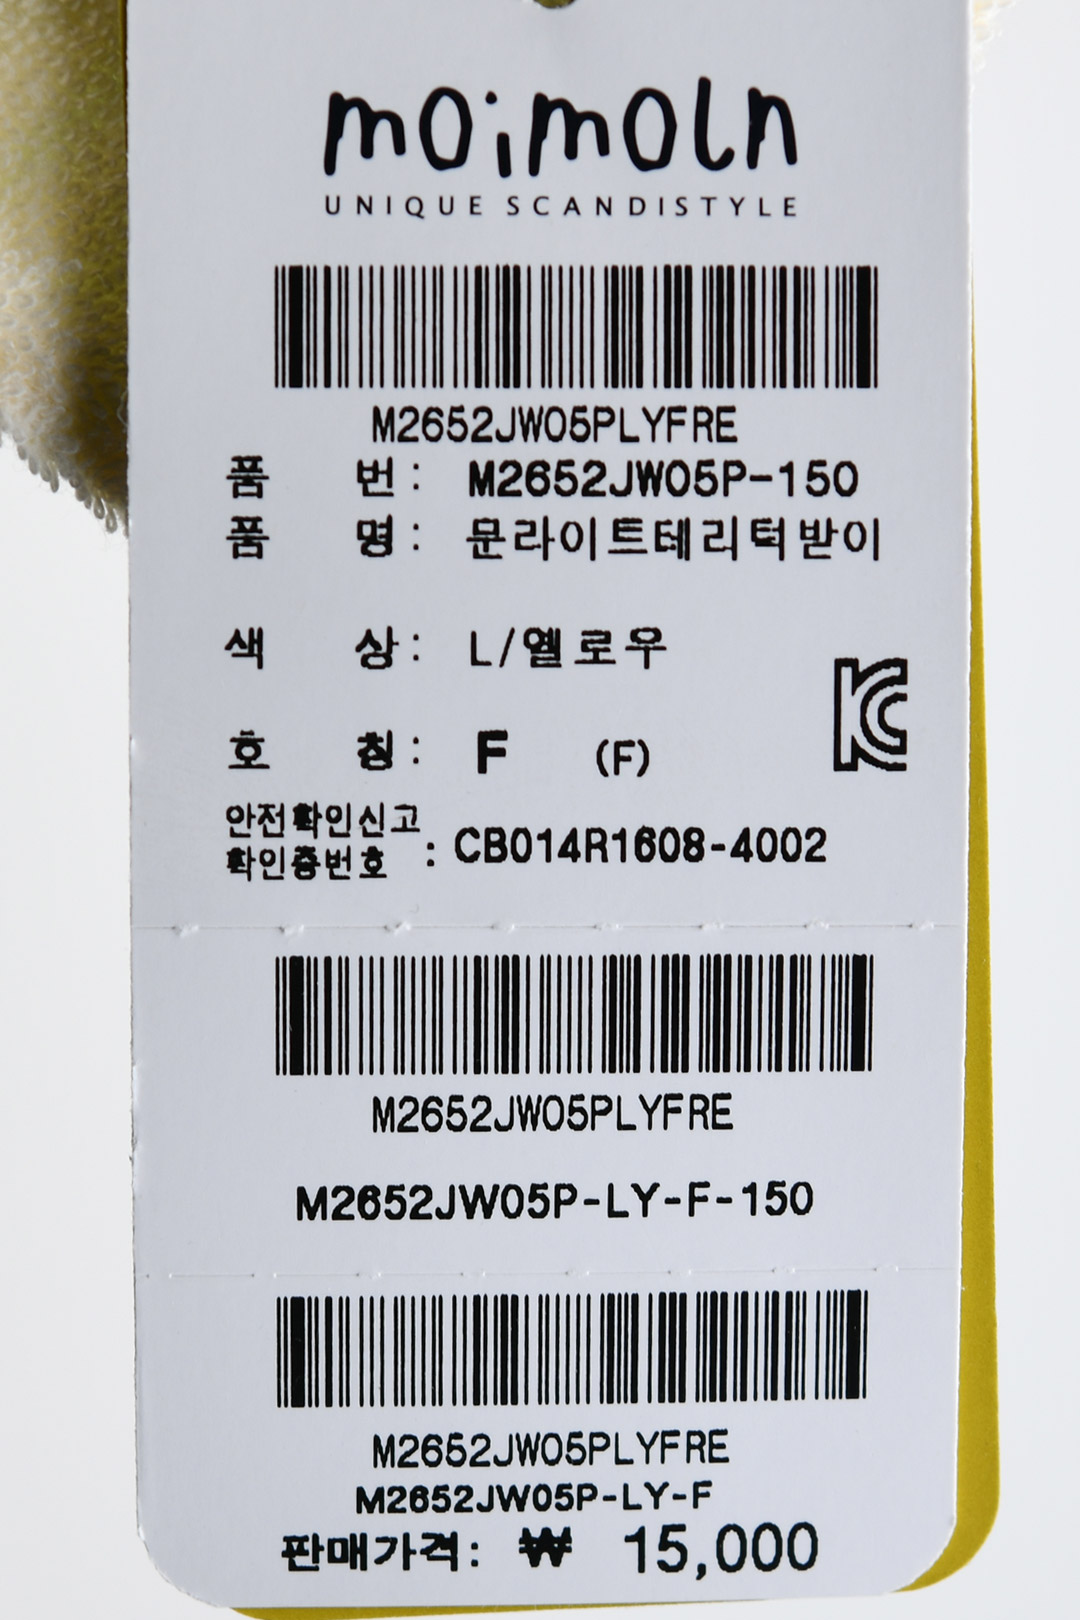 moimoln
UNIQUE SCANDISTYLE
M2652JW05PLYFRE
품 번: M2652JW05P-150
품 명: 문라이트테리턱받이
색 상: L/옐로우
호 칭: F (F)
KC
안전확인신고
확인증번호 : CB014R1608-4002
M2652JW05PLYFRE
M2652JW05P-LY-F-150
M2652JW05PLYFRE
M2652JW05P-LY-F
판매가격: ₩ 15,000